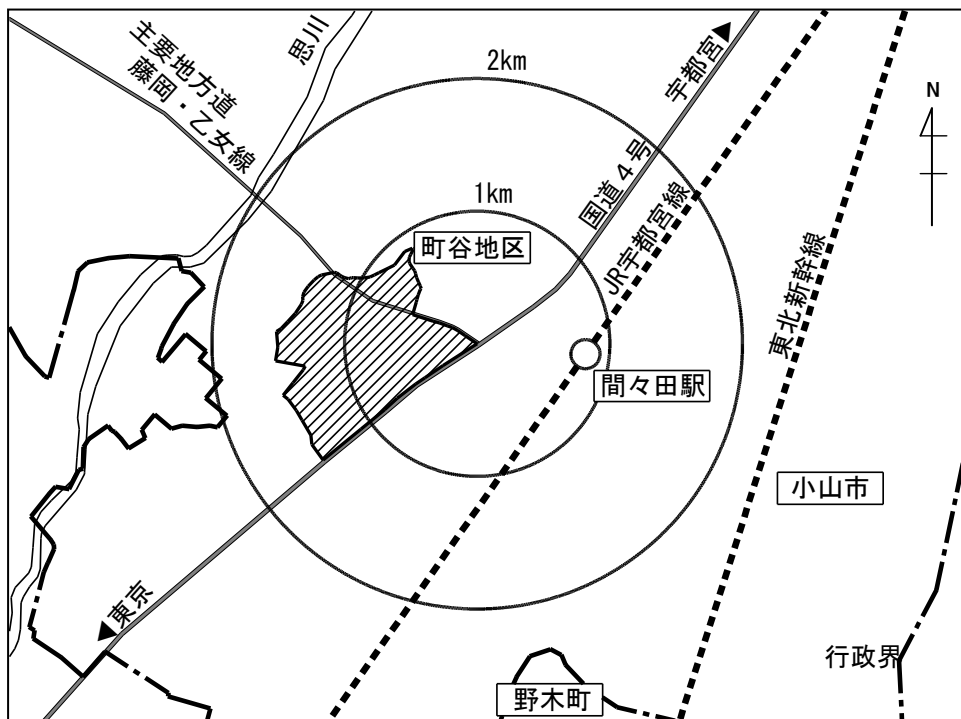 主要地方道
藤岡・乙女線
思川
2km
宇都宮
N
1km
国道4号
町谷地区
JR宇都宮線
東北新幹線
間々田駅
小山市
東京
行政界
野木町